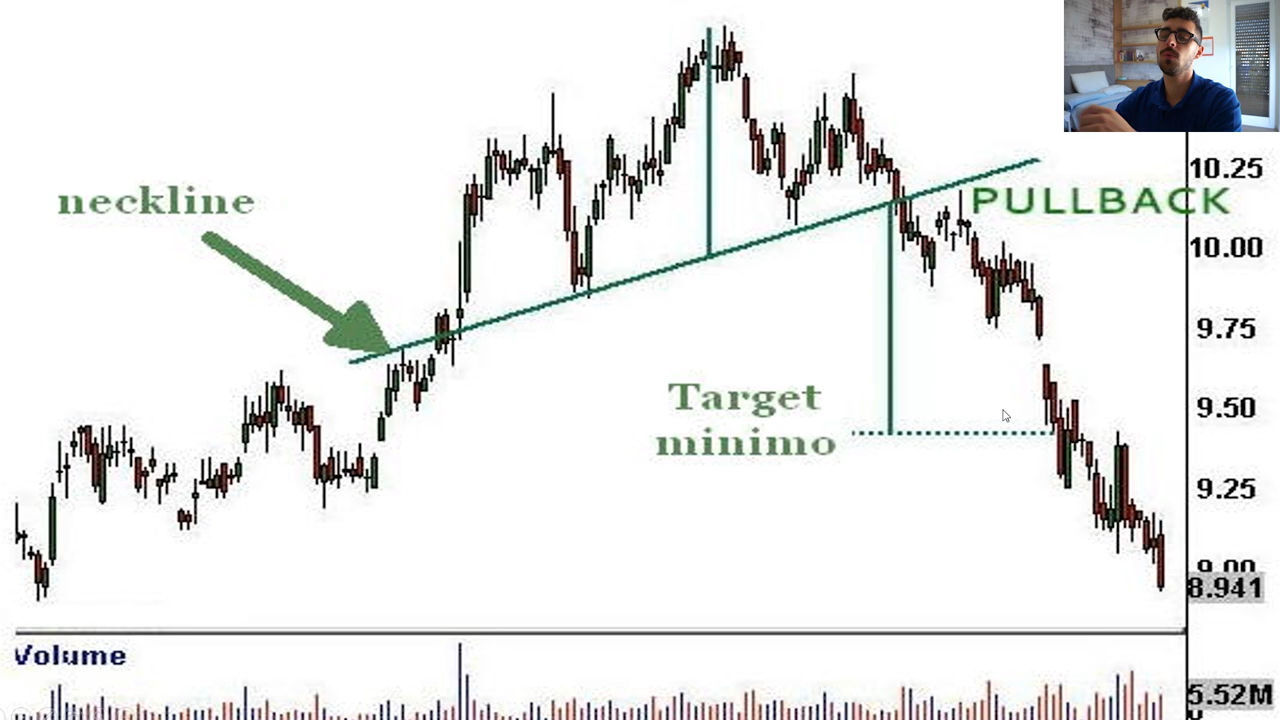 neckline
PULLBACK
Target
minimo
10.25
10.00
9.75
9.50
9.25
9.00
8.941
Volume
5.52M